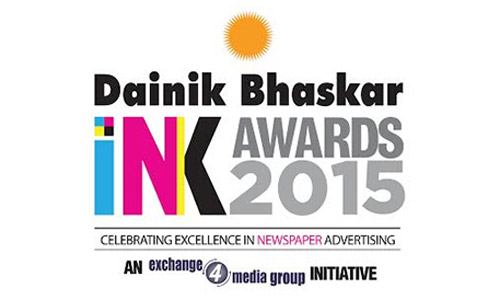 Dainik Bhaskar
iNK AWARDS
2015
CELEBRATING EXCELLENCE IN NEWSPAPER ADVERTISING
AN exchange 4 media group INITIATIVE